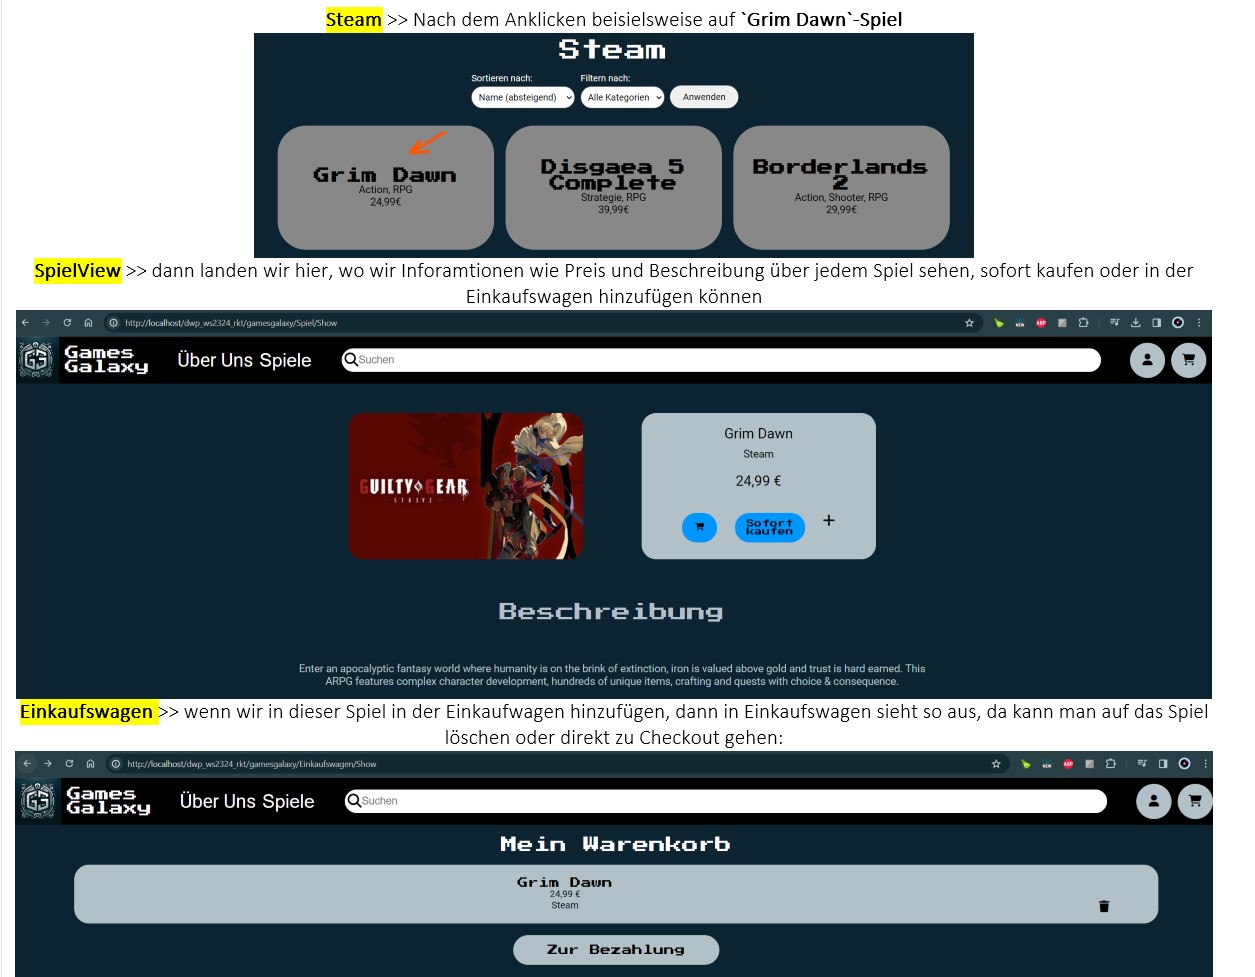 Steam >> Nach dem Anklicken beisielsweise auf `Grim Dawn`-Spiel
Steam
Sortieren nach: Filtern nach:
Name (absteigend) Alle Kategorien Anwenden
Grim Dawn
Action, RPG
24,99€
Disgaea 5
Complete
Strategie, RPG
39,99€
Borderlands
2
Action, Shooter, RPG
29,99€
SpielView >> dann landen wir hier, wo wir Inforamtionen wie Preis und Beschreibung über jedem Spiel sehen, sofort kaufen oder in der
Einkaufswagen hinzufügen können
http://localhost/dwp_ws2324_rkt/gamesgalaxy/Spiel/Show
NEW ABP
GS Games
Galaxy
Über Uns Spiele Suchen
GUILTY GEAR
STRIVE
Grim Dawn
Steam
24,99 €
Sofort
kaufen
+
Beschreibung
Enter an apocalyptic fantasy world where humanity is on the brink of extinction, iron is valued above gold and trust is hard earned. This
ARPG features complex character development, hundreds of unique items, crafting and quests with choice & consequence.
Einkaufswagen >> wenn wir in dieser Spiel in der Einkaufwagen hinzufügen, dann in Einkaufswagen sieht so aus, da kann man auf das Spiel
löschen oder direkt zu Checkout gehen:
http://localhost/dwp_ws2324_rkt/gamesgalaxy/Einkaufswagen/Show
NEW ABP
GS Games
Galaxy
Über Uns Spiele Suchen
Mein Warenkorb
Grim Dawn
24,99 €
Steam
Zur Bezahlung